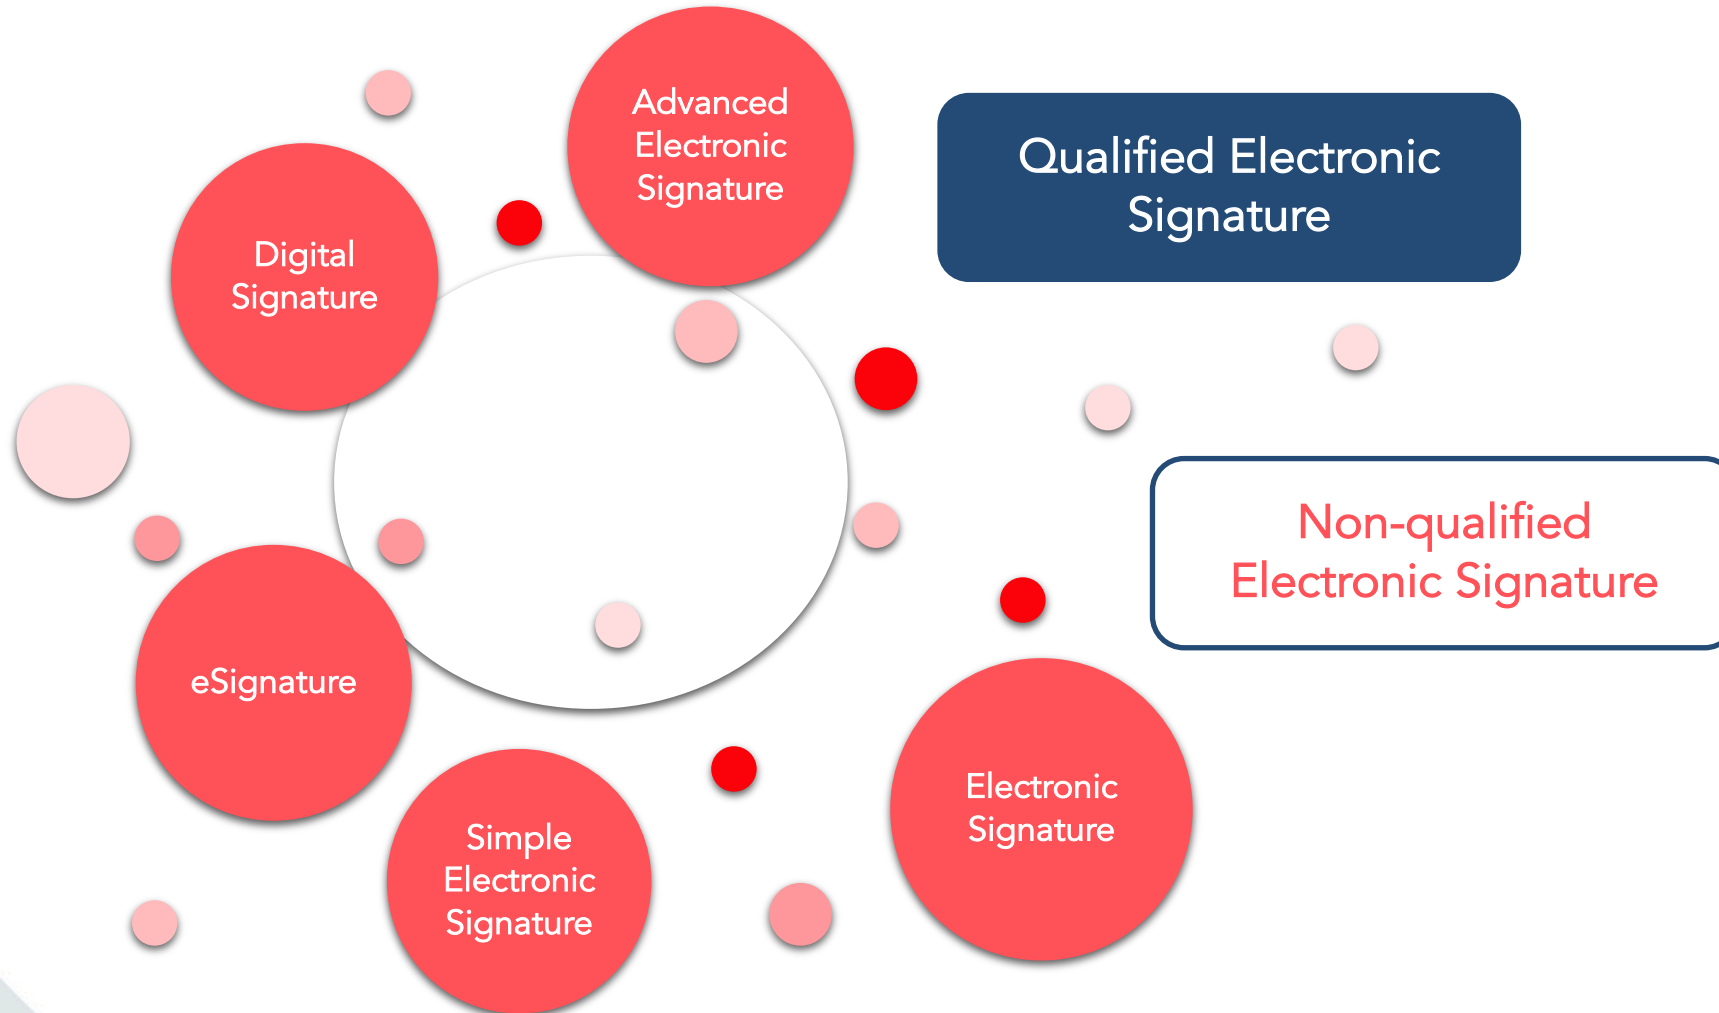 Advanced
Electronic
Signature
Qualified Electronic
Signature
Digital
Signature
Non-qualified
Electronic Signature
eSignature
Electronic
Signature
Simple
Electronic
Signature